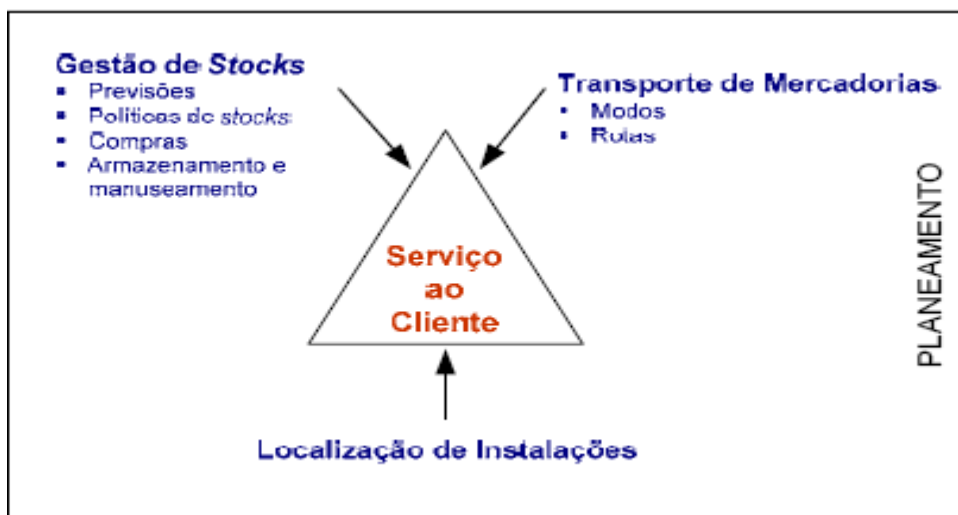 Gestão de Stocks
▪ Previsões
▪ Políticas de stocks
▪ Compras
▪ Armazenamento e
manuseamento
Transporte de Mercadorias
▪ Modos
▪ Rotas
Serviço
ao
Cliente
Localização de Instalações
PLANEAMENTO